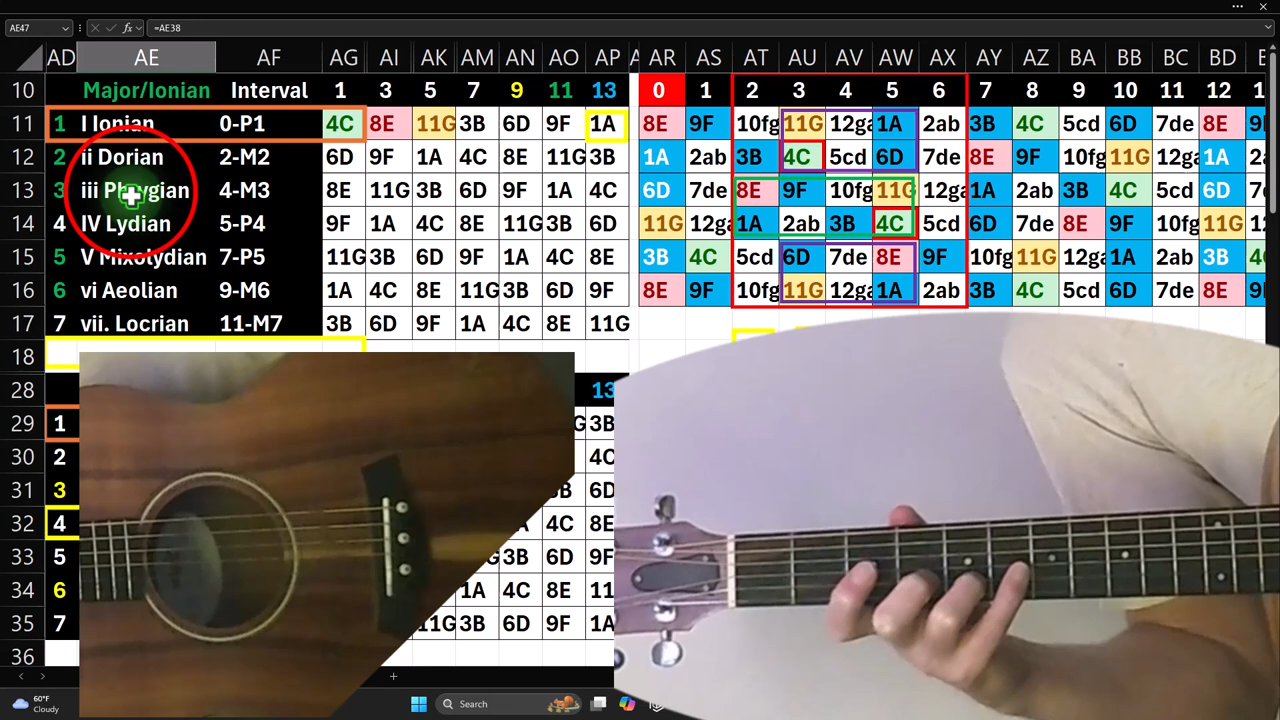 AE47 fx =AE38
AD AE AF AG AI AK AM AN AO AP A AR AS AT AU AV AW AX AY AZ BA BB BC BD E
10 Major/Ionian Interval 1 3 5 7 9 11 13 0 1 2 3 4 5 6 7 8 9 10 11 12 1
11 1 I Ionian 0-P1 4C 8E 11G 3B 6D 9F 1A 8E 9F 10fg 11G 12ga 1A 2ab 3B 4C 5cd 6D 7de 8E 9
12 2 ii Dorian 2-M2 6D 9F 1A 4C 8E 11G 3B 1A 2ab 3B 4C 5cd 6D 7de 8E 9F 10fg 11G 12ga 1A 2
13 3 iii Phrygian 4-M3 8E 11G 3B 6D 9F 1A 4C 6D 7de 8E 9F 10fg 11G 12ga 1A 2ab 3B 4C 5cd 6D 7
14 4 IV Lydian 5-P4 9F 1A 4C 8E 11G 3B 6D 11G 12ga 1A 2ab 3B 4C 5cd 6D 7de 8E 9F 10fg 11G 12
15 5 V Mixolydian 7-P5 11G 3B 6D 9F 1A 4C 8E 3B 4C 5cd 6D 7de 8E 9F 10fg 11G 12ga 1A 2ab 3B 4
16 6 vi Aeolian 9-M6 1A 4C 8E 11G 3B 6D 9F 8E 9F 10fg 11G 12ga 1A 2ab 3B 4C 5cd 6D 7de 8E 9
17 7 vii. Locrian 11-M7 3B 6D 9F 1A 4C 8E 11G
18
28 13
29 1 G 3B
30 2 4C
31 3 3B 6D
32 4 A 4C 8E
33 5 G 3B 6D 9F
34 6 1A 4C 8E 11
35 7 11G 3B 6D 9F 1A
36
60°F
Cloudy
Search